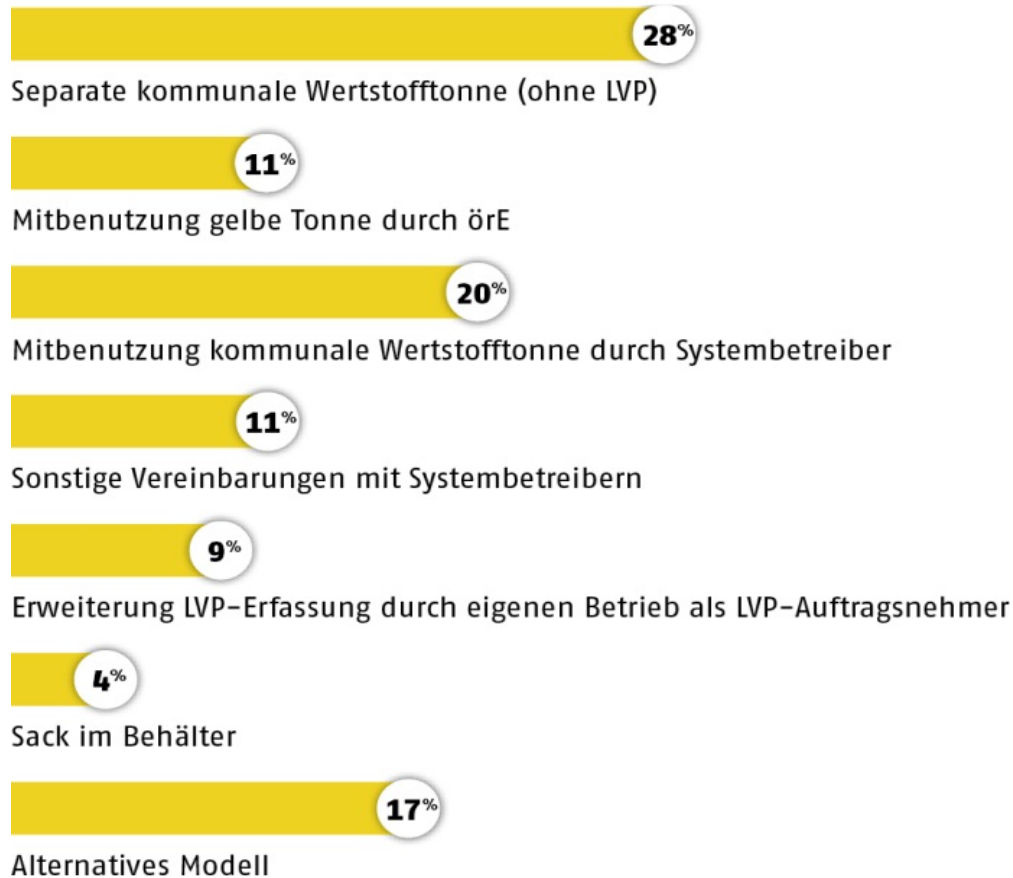 28%
Separate kommunale Wertstofftonne (ohne LVP)
11%
Mitbenutzung gelbe Tonne durch örE
20%
Mitbenutzung kommunale Wertstofftonne durch Systembetreiber
11%
Sonstige Vereinbarungen mit Systembetreibern
9%
Erweiterung LVP-Erfassung durch eigenen Betrieb als LVP-Auftragsnehmer
4%
Sack im Behälter
17%
Alternatives Modell